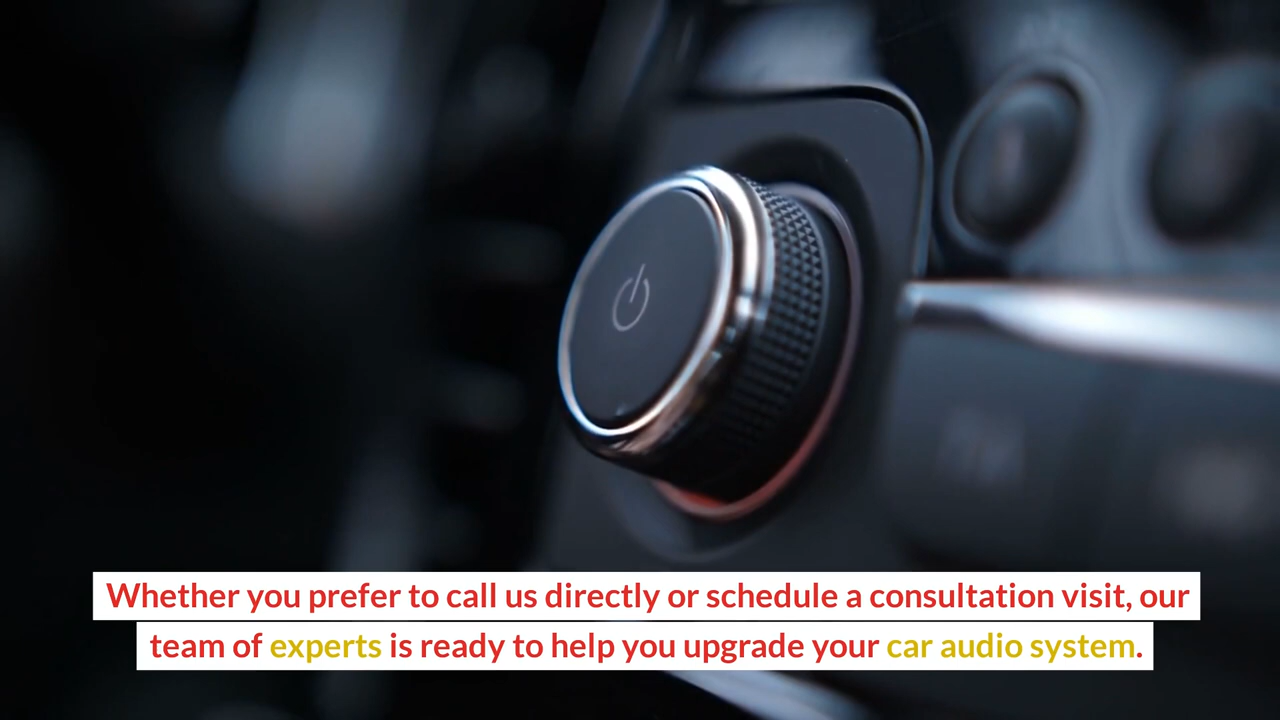 Whether you prefer to call us directly or schedule a consultation visit, our
team of experts is ready to help you upgrade your car audio system.